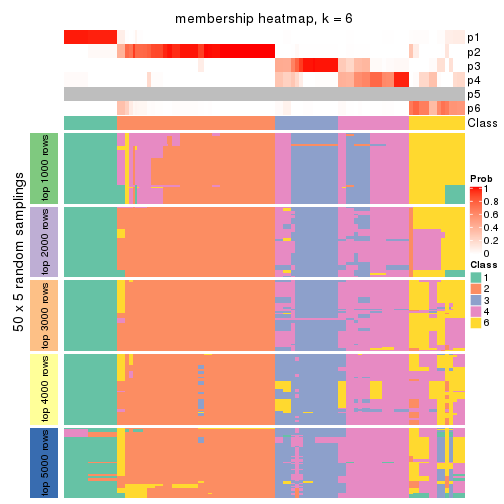 membership heatmap, k = 6
p1
p2
p3
p4
p5
p6
Class
50 x 5 random samplings
top 1000 rows
top 2000 rows
top 3000 rows
top 4000 rows
top 5000 rows
Prob
1
0.8
0.6
0.4
0.2
0
Class
1
2
3
4
6